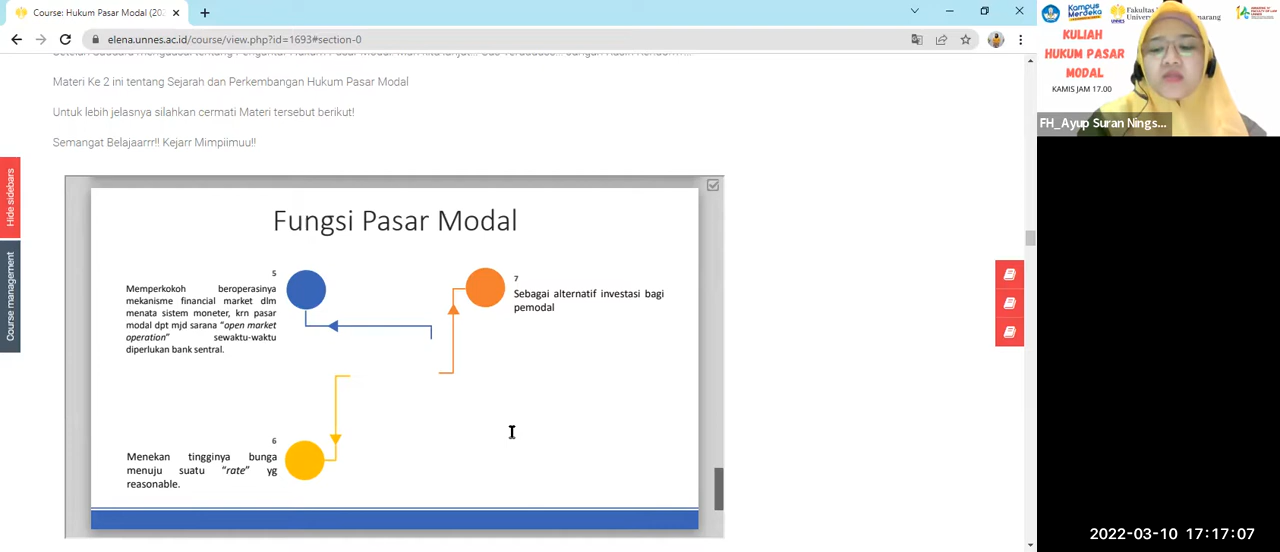 Course: Hukum Pasar Modal (202
elena.unnes.ac.id/course/view.php?id=1693#section-0
Materi Ke 2 ini tentang Sejarah dan Perkembangan Hukum Pasar Modal
Untuk lebih jelasnya silahkan cermati Materi tersebut berikut!
Semangat Belajaarrr!! Kejarr Mimpiimuu!!
Hide sidebars
Course management
Fungsi Pasar Modal
5
Memperkokoh beroperasinya
mekanisme financial market dlm
menata sistem moneter, krn pasar
modal dpt mjd sarana "open market
operation" sewaktu-waktu
diperlukan bank sentral.
7
Sebagai alternatif investasi bagi
pemodal
6
Menekan tingginya bunga
menuju suatu "rate" yg
reasonable.
Kampus
Merdeka
UNNES
KULIAH
HUKUM PASAR
MODAL
KAMIS JAM 17.00
FH_Ayup Suran Nings...
2022-03-10 17:17:07